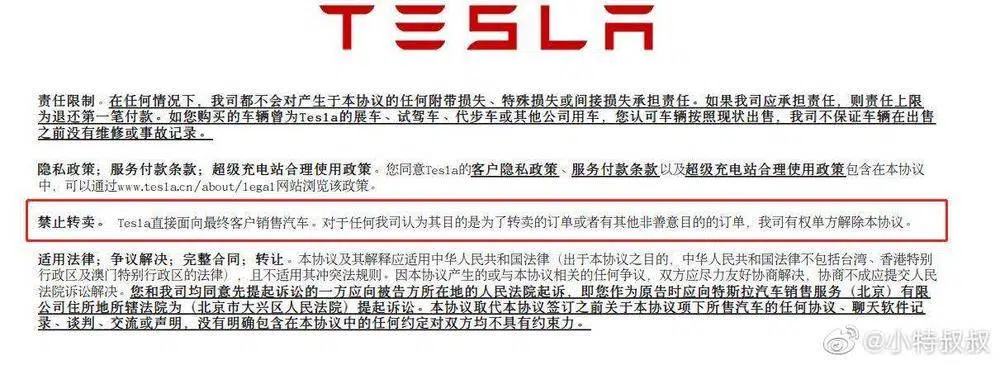 TESLA
责任限制。在任何情况下，我司都不会对产生于本协议的任何附带损失、特殊损失或间接损失承担责任。如果我司应承担责任，则责任上限
为退还第一笔付款。如您购买的车辆曾为Tesla的展车、试驾车、代步车或其他公司用车，您认可车辆按照现状出售，我司不保证车辆在出售
之前没有维修或事故记录。
隐私政策；服务付款条款；超级充电站合理使用政策。您同意Tesla的客户隐私政策、服务付款条款以及超级充电站合理使用政策包含在本协议
中，可以通过www.tesla.cn/about/legal网站浏览该政策。
禁止转卖。 Tesla直接面向最终客户销售汽车。对于任何我司认为其目的是为了转卖的订单或者有其他非善意目的的订单，我司有权单方解除本协议。
适用法律；争议解决；完整合同；转让。本协议及其解释应适用中华人民共和国法律（出于本协议之目的，中华人民共和国法律不包括台湾、香港特别
行政区及澳门特别行政区的法律），且不适用其冲突法规则。因本协议产生的或与本协议相关的任何争议，双方应尽力友好协商解决，协商不成应提交人民
法院诉讼解决。您和我司均同意先提起诉讼的一方应向被告方所在地的人民法院起诉，即您作为原告时应向特斯拉汽车销售服务（北京）有限
公司住所地所辖法院为（北京市大兴区人民法院）提起诉讼。本协议取代本协议签订之前关于本协议项下所售汽车的任何协议、聊天软件记
录、谈判、交流或声明，没有明确包含在本协议中的任何约定对双方均不具有约束力。
@小特叔叔